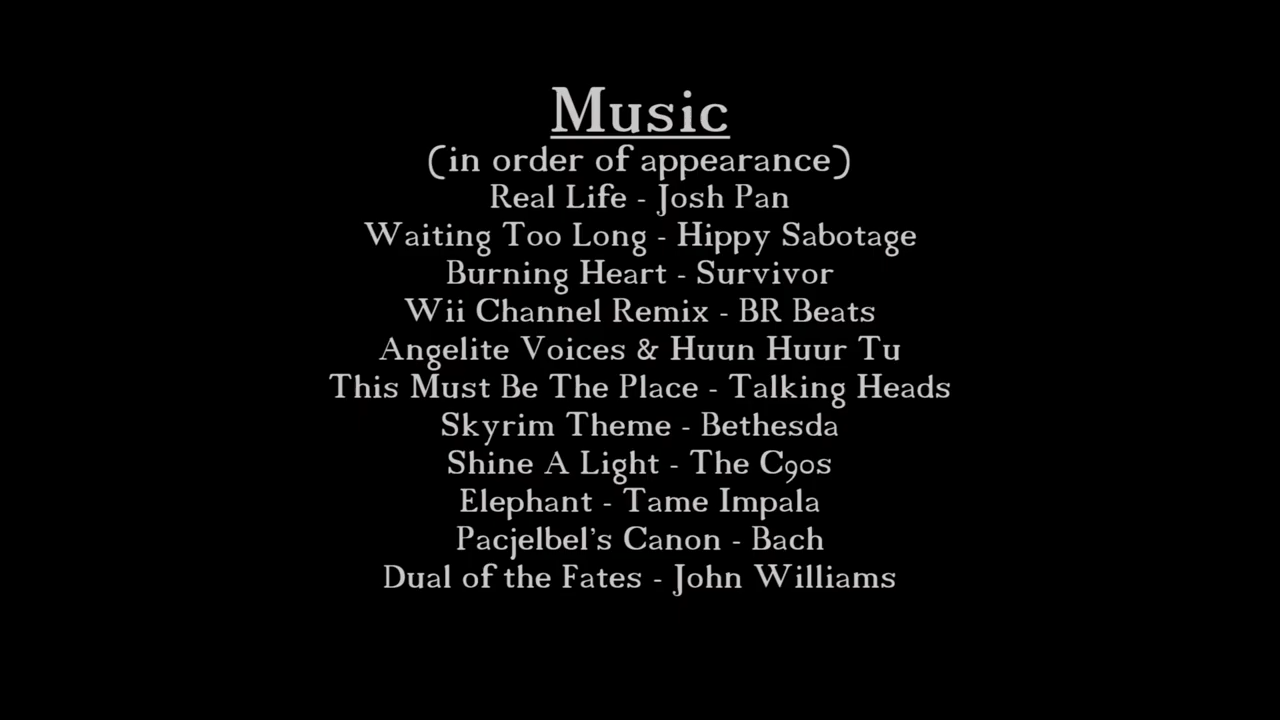 Music
(in order of appearance)
Real Life - Josh Pan
Waiting Too Long - Hippy Sabotage
Burning Heart - Survivor
Wii Channel Remix - BR Beats
Angelite Voices & Huun Huur Tu
This Must Be The Place - Talking Heads
Skyrim Theme - Bethesda
Shine A Light - The C90s
Elephant - Tame Impala
Pacjelbel's Canon - Bach
Dual of the Fates - John Williams